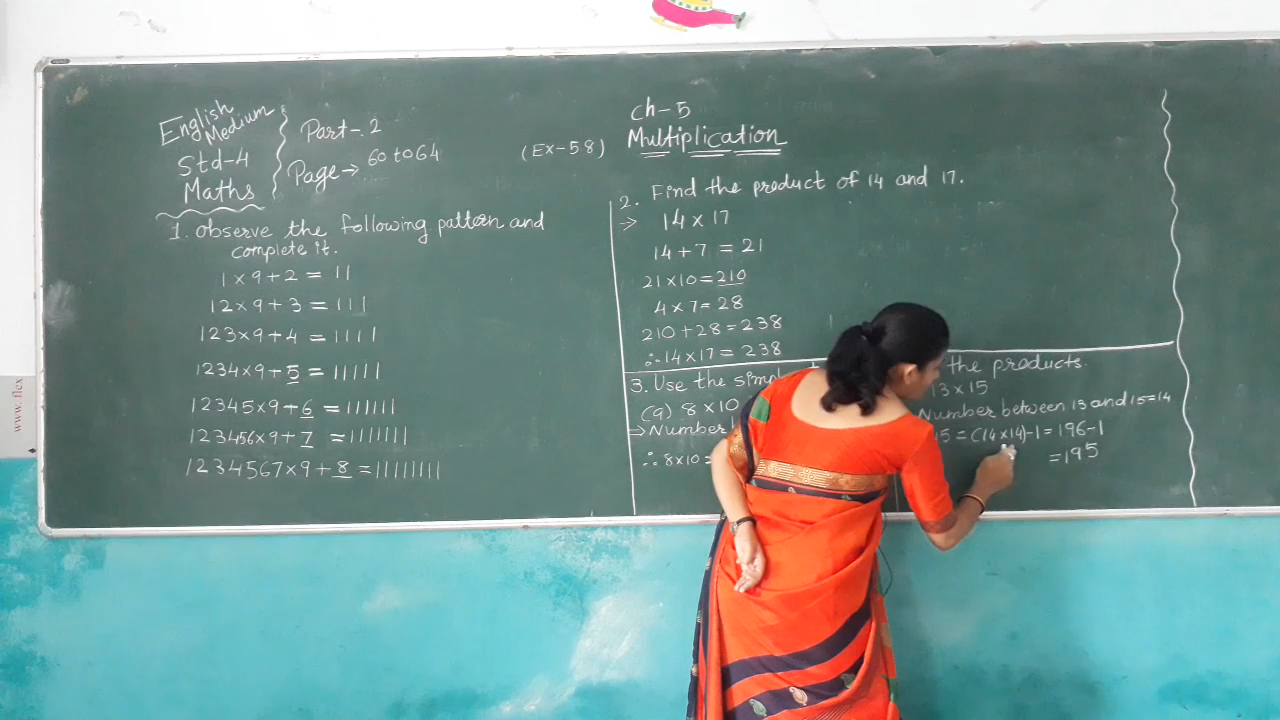 English
Medium
Std-4
Maths
Part-2
Page→ 60 to 64
(Ex-58)
Ch-5
Multiplication
1. Observe the following pattern and
complete it.
1×9+2 = 11
12×9+3 = 111
123×9+4 = 1111
1234×9+5 = 11111
12345×9+6 = 111111
123456×9+7 = 1111111
1234567×9+8 = 11111111
2. Find the product of 14 and 17.
→ 14×17
14+7 = 21
21×10=210
4×7=28
210+28=238
∴14×17 = 238
3. Use the
the products.
(a) 8×10
13×15
→Number
Number between 13 and 15=14
15 = (14×14)-1 = 196-1
∴ 8×10=
=195
www. flex